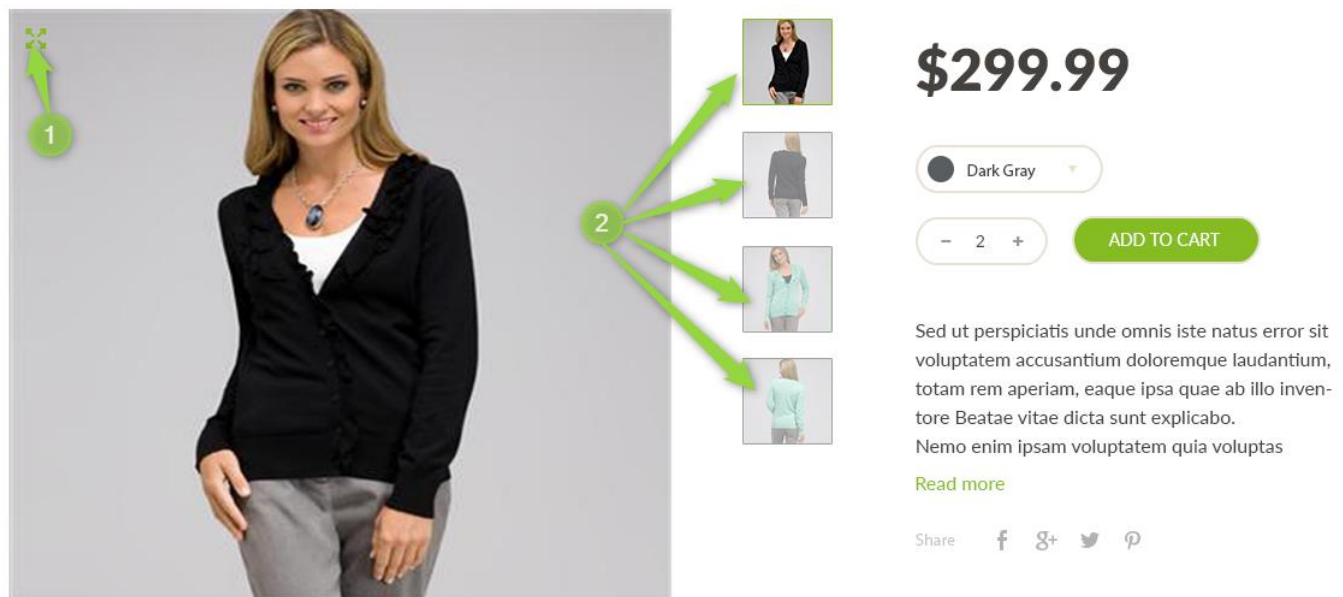 1
2
$299.99
Dark Gray
− 2 +
ADD TO CART
Sed ut perspiciatis unde omnis iste natus error sit
voluptatem accusantium doloremque laudantium,
totam rem aperiam, eaque ipsa quae ab illo inven-
tore Beatae vitae dicta sunt explicabo.
Nemo enim ipsam voluptatem quia voluptas
Read more
Share f g+